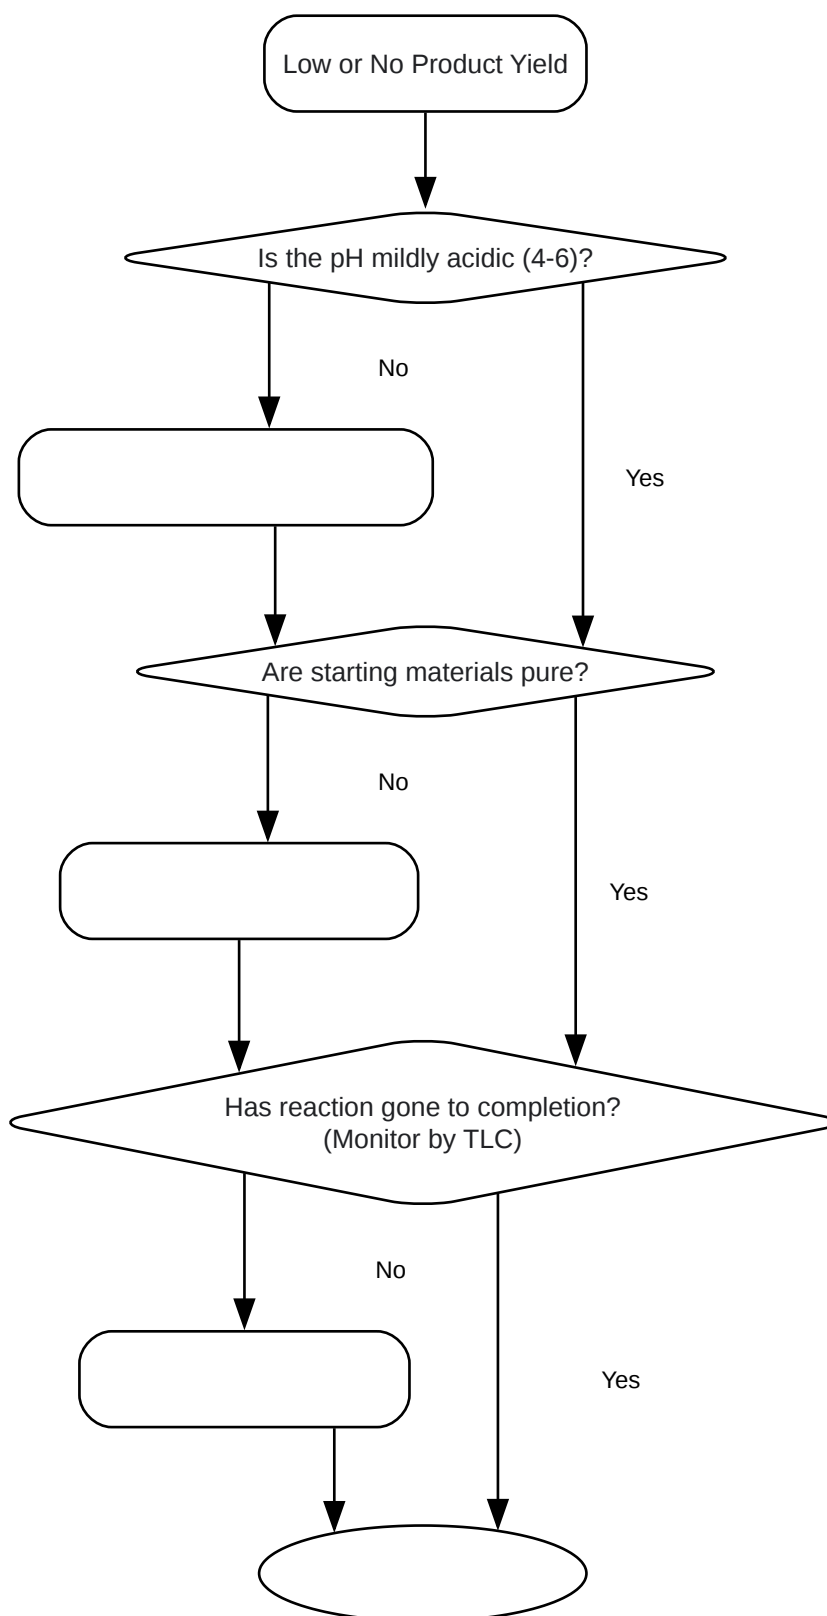 Low or No Product Yield
Is the pH mildly acidic (4-6)?
No
Yes
Are starting materials pure?
No
Yes
Has reaction gone to completion?
(Monitor by TLC)
No
Yes